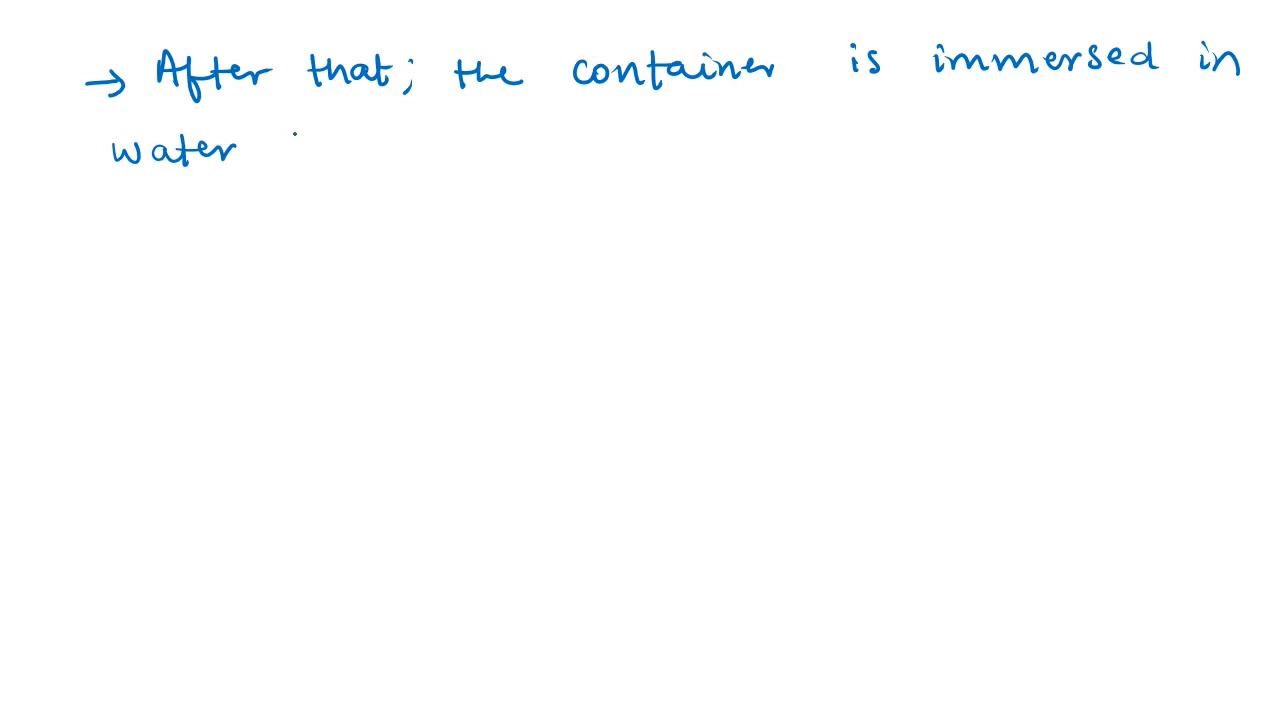 → After that; the container is immersed in
water